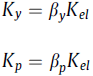 K_y = β_y K_el
K_p = β_p K_el